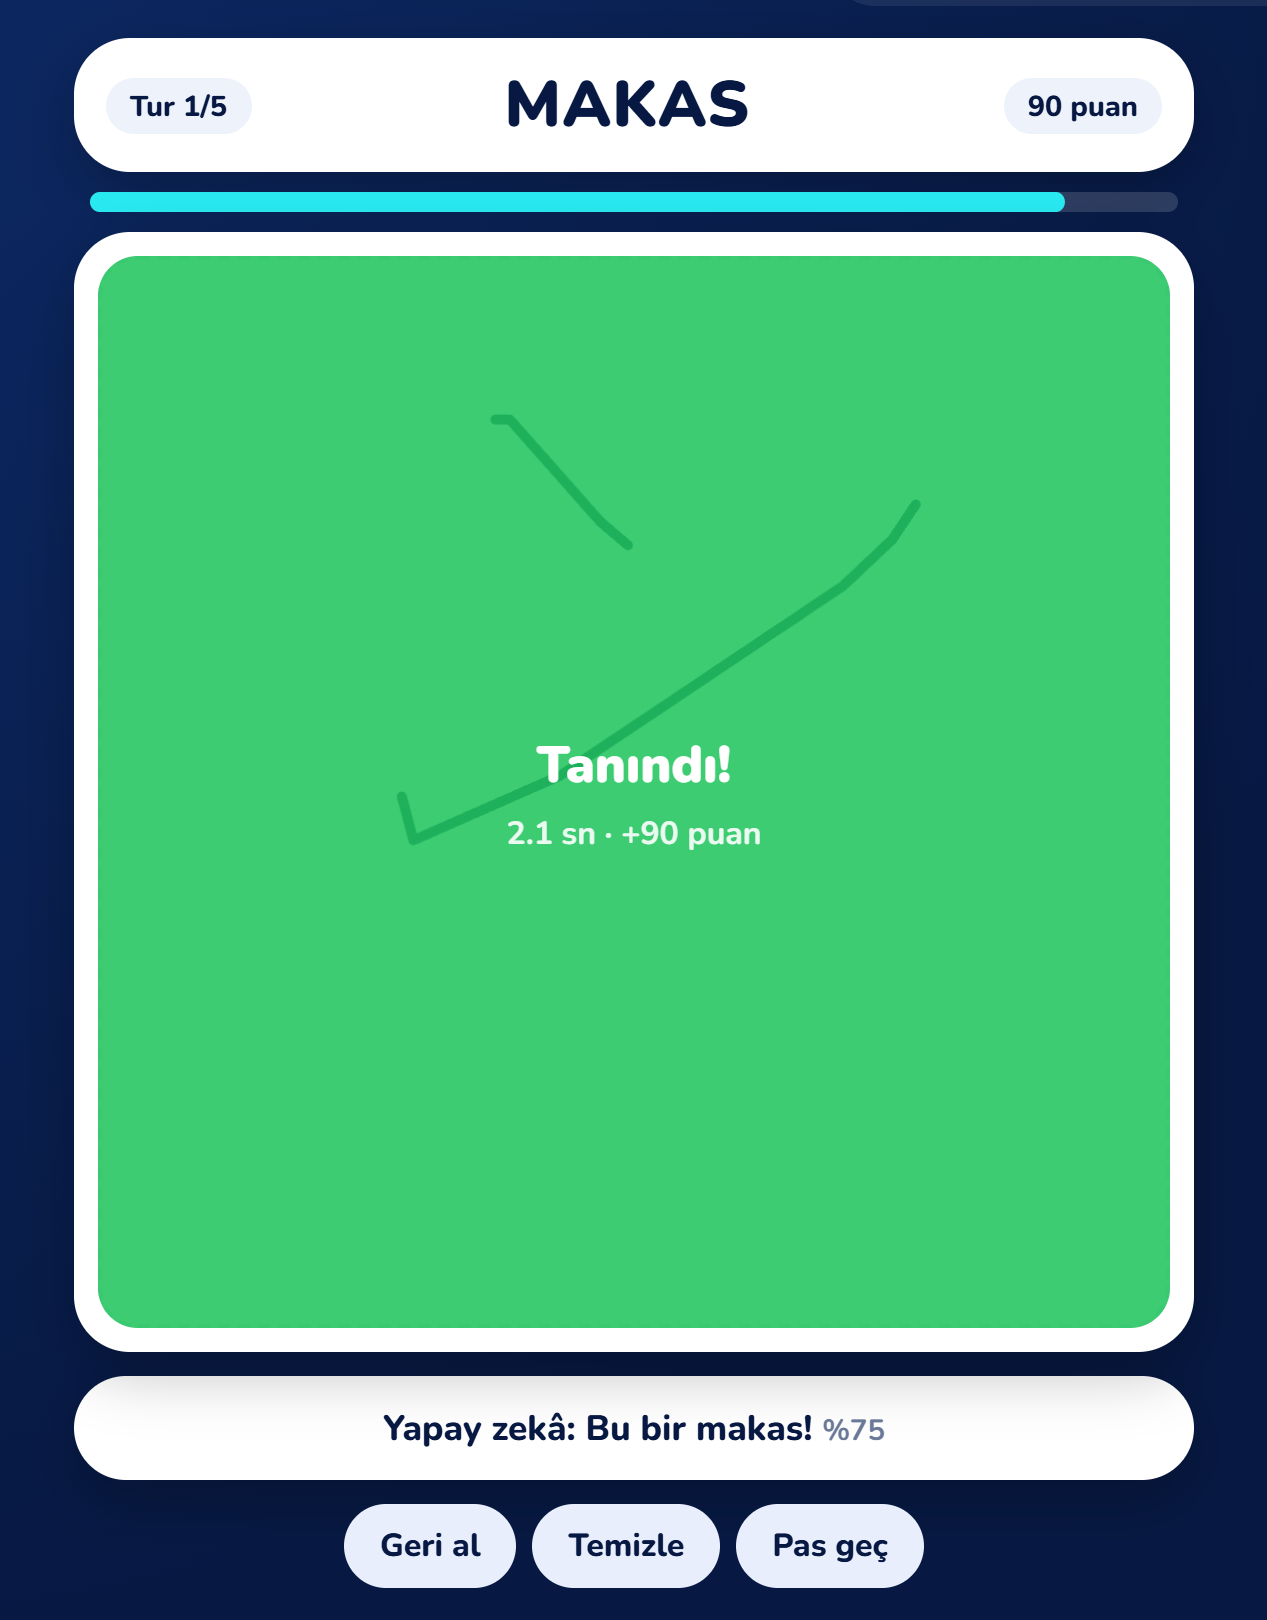 Tur 1/5
MAKAS
90 puan
Tanındı!
2.1 sn · +90 puan
Yapay zekâ: Bu bir makas! %75
Geri al
Temizle
Pas geç